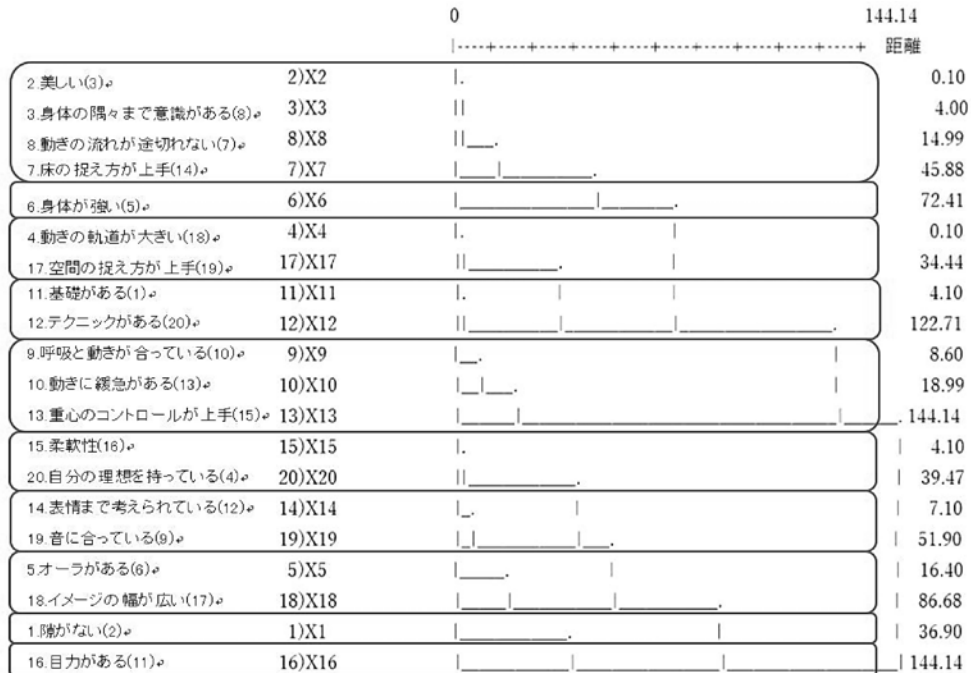 0 144.14
|----+----+----+----+----+----+----+----+----+----+ 距離
2.美しい(3) 2)X2 0.10
3.身体の隅々まで意識がある(8) 3)X3 4.00
8.動きの流れが途切れない(7) 8)X8 14.99
7.床の捉え方が上手(14) 7)X7 45.88
6.身体が強い(5) 6)X6 72.41
4.動きの軌道が大きい(18) 4)X4 0.10
17.空間の捉え方が上手(19) 17)X17 34.44
11.基礎がある(1) 11)X11 4.10
12.テクニックがある(20) 12)X12 122.71
9.呼吸と動きが合っている(10) 9)X9 8.60
10.動きに緩急がある(13) 10)X10 18.99
13.重心のコントロールが上手(15) 13)X13 144.14
15.柔軟性(16) 15)X15 4.10
20.自分の理想を持っている(4) 20)X20 39.47
14.表情まで考えられている(12) 14)X14 7.10
19.音に合っている(9) 19)X19 51.90
5.オーラがある(6) 5)X5 16.40
18.イメージの幅が広い(17) 18)X18 86.68
1.隙がない(2) 1)X1 36.90
16.目力がある(11) 16)X16 144.14